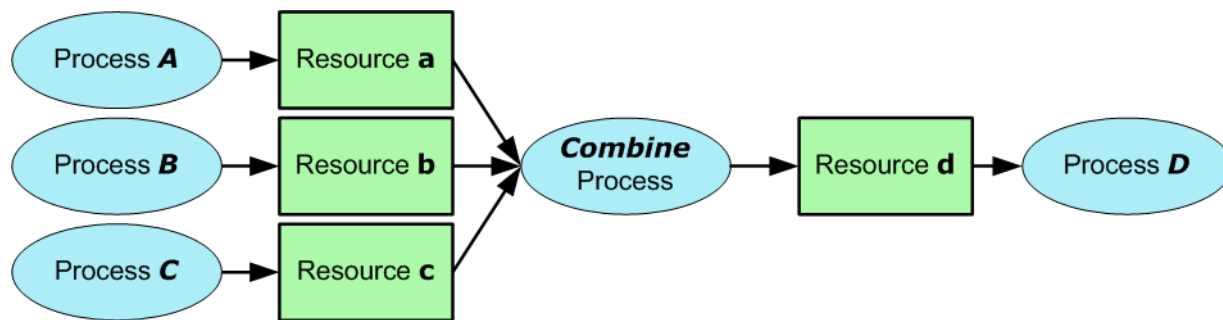 Process A
Resource a
Process B
Resource b
Combine
Process
Resource d
Process D
Process C
Resource c